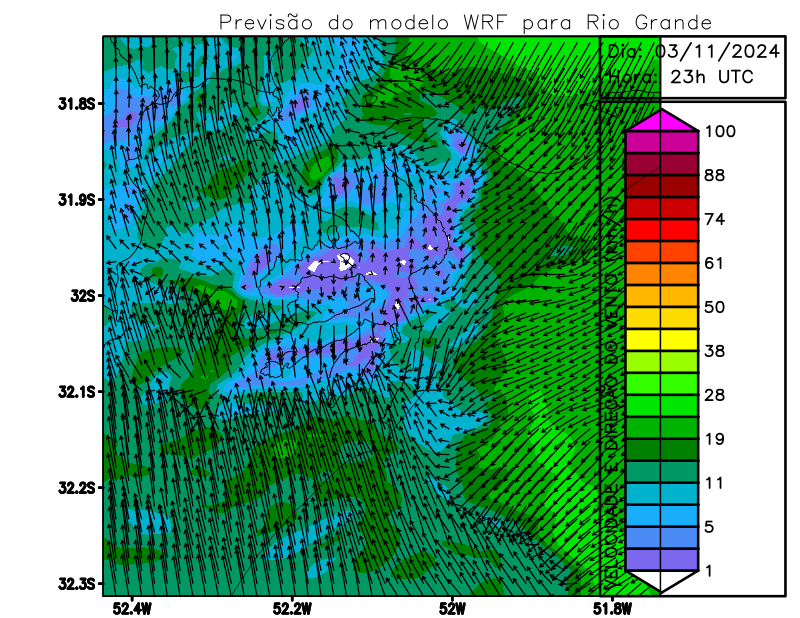 Previsão do modelo WRF para Rio Grande
Dia: 03/11/2024
Hora: 23h UTC
31.8S
31.9S
32S
32.1S
32.2S
32.3S
52.4W
52.2W
52W
51.8W
VELOCIDADE E DIREÇÃO DO VENTO
100
88
74
61
50
38
28
19
11
5
1